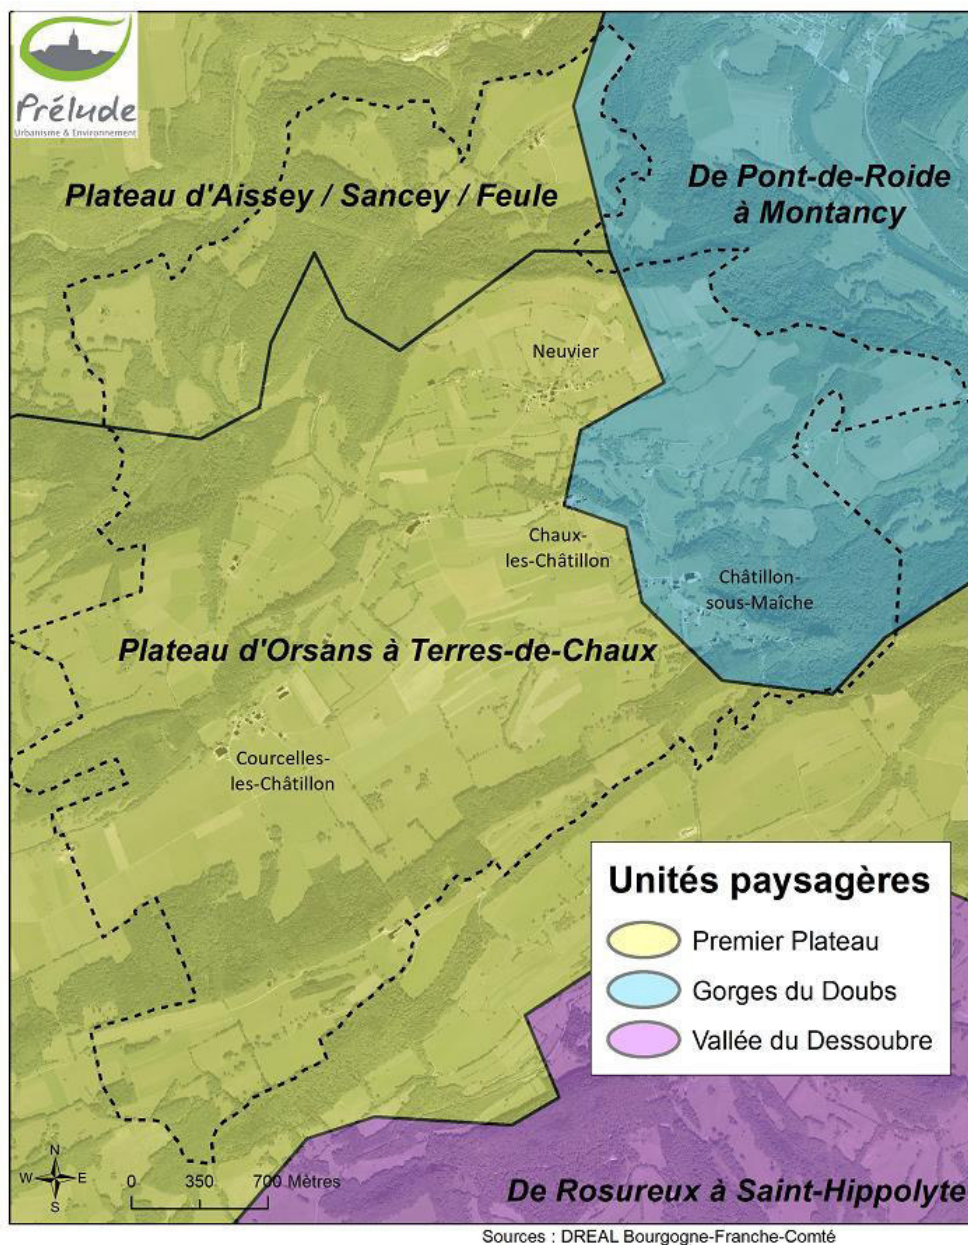 Prélude
Urbanisme & Environnement
Plateau d'Aissey / Sancey / Feule
De Pont-de-Roide
à Montancy
Neuvier
Chaux-
les-Châtillon
Châtillon-
sous-Maîche
Plateau d'Orsans à Terres-de-Chaux
Courcelles-
les-Châtillon
Unités paysagères
Premier Plateau
Gorges du Doubs
Vallée du Dessoubre
N
W E
S
0 350 700 Mètres
De Rosureux à Saint-Hippolyte
Sources : DREAL Bourgogne-Franche-Comté